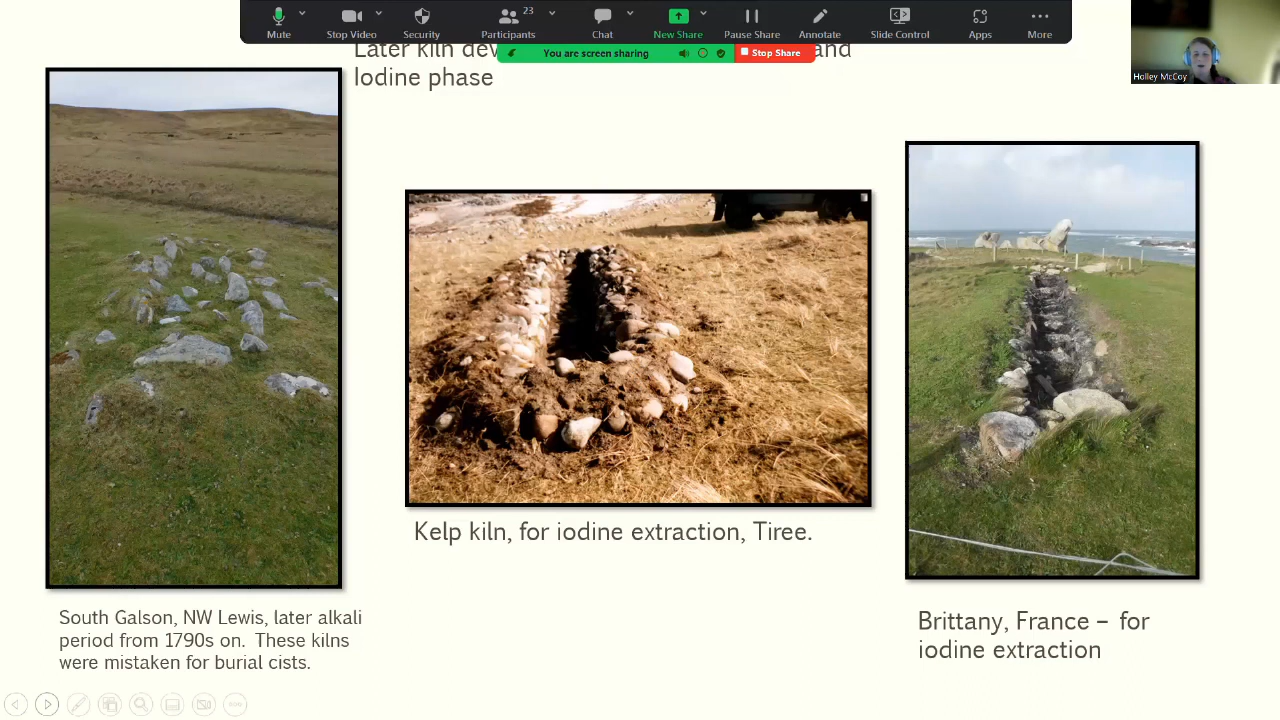 23
Mute
Stop Video
Security
Participants
Chat
New Share
Pause Share
Annotate
Slide Control
Apps
More
You are screen sharing
Stop Share
Holley McCoy
Later kiln and
Iodine phase
Kelp kiln, for iodine extraction, Tiree.
South Galson, NW Lewis, later alkali
period from 1790s on. These kilns
were mistaken for burial cists.
Brittany, France – for
iodine extraction